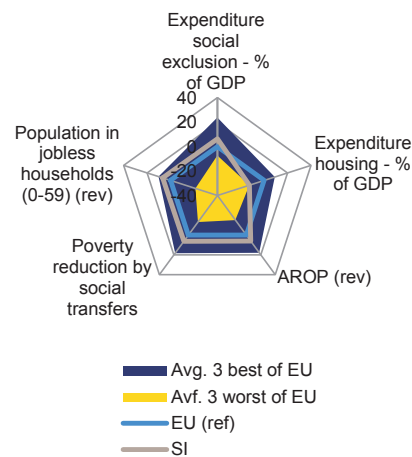 Expenditure
social
exclusion - %
of GDP
40
20
0
-20
-40
Population in
jobless
households
(0-59) (rev)
Expenditure
housing - %
of GDP
Poverty
reduction by
social
transfers
AROP (rev)
Avg. 3 best of EU
Avf. 3 worst of EU
EU (ref)
SI